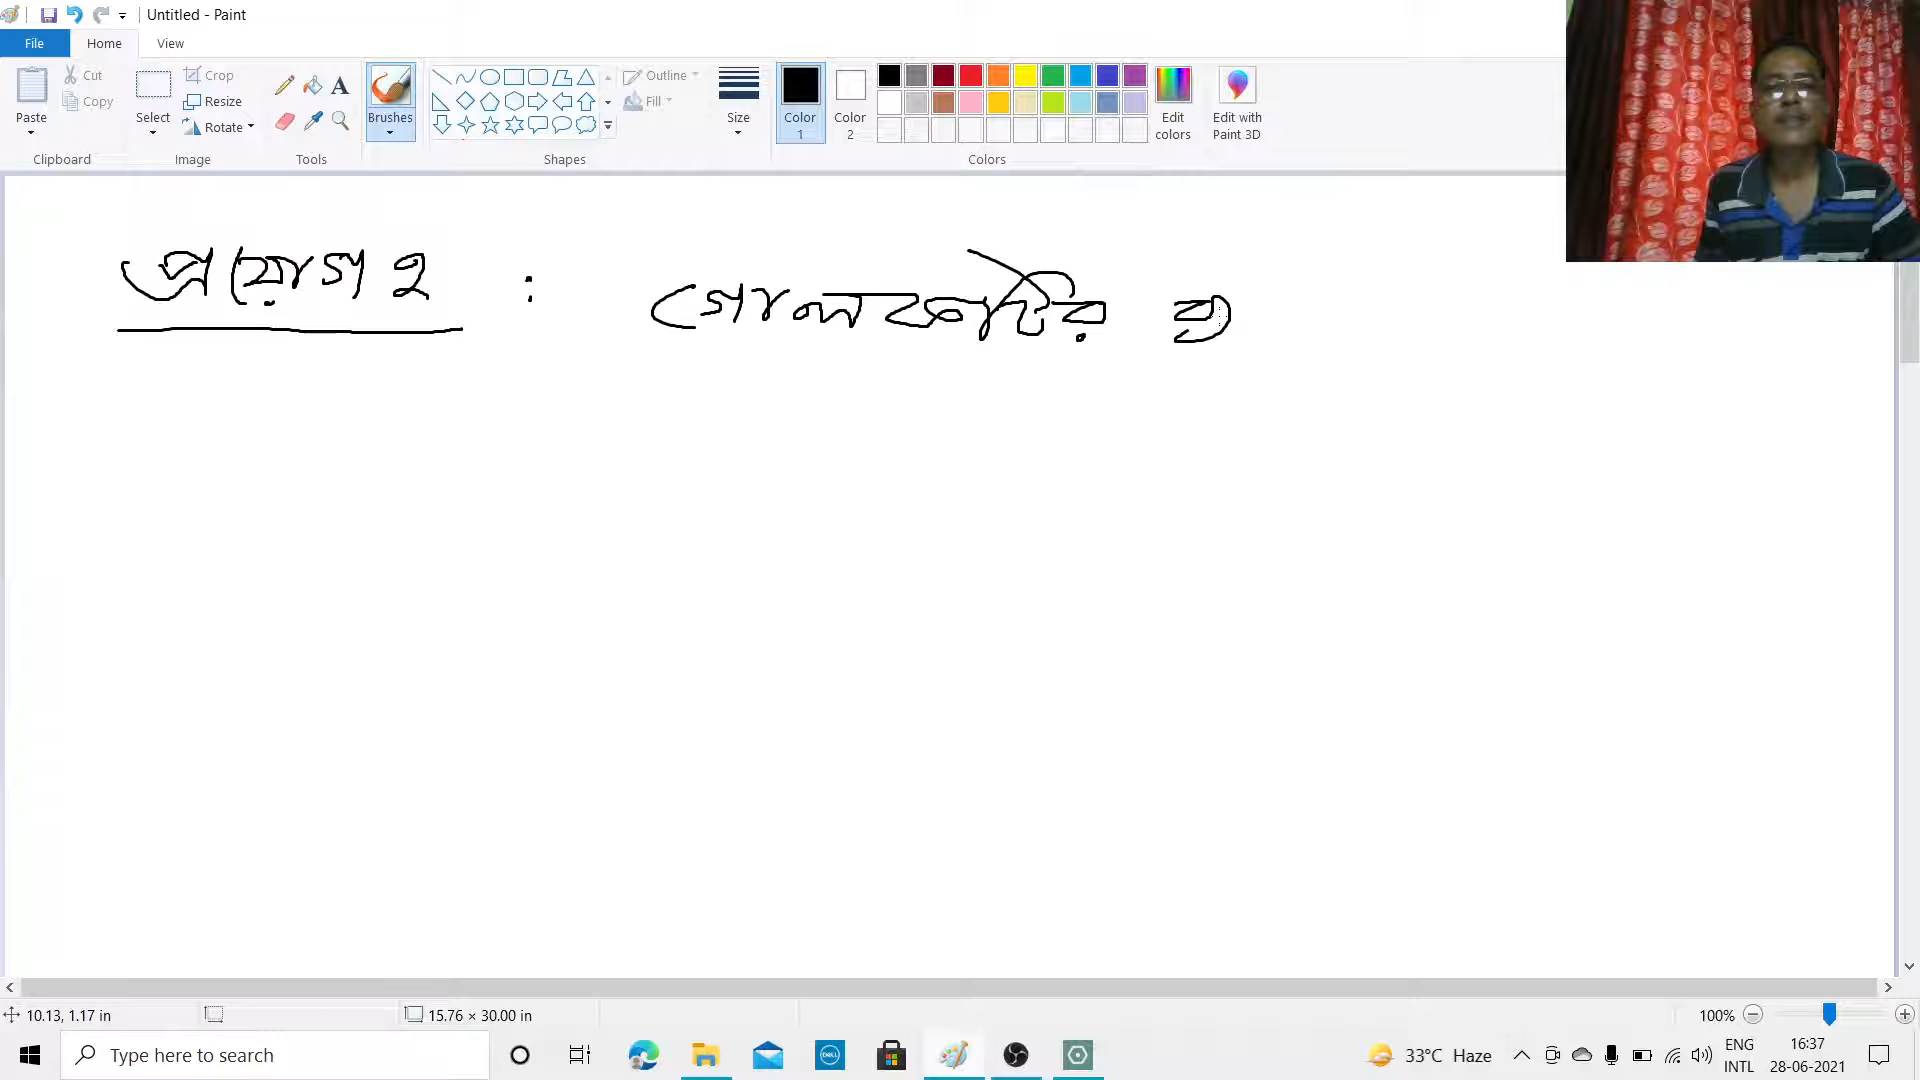 Untitled - Paint
File Home View
Paste Cut Copy Select Crop Resize Rotate Brushes Outline Fill Size Color 1 Color 2 Edit colors Edit with Paint 3D
Clipboard Image Tools Shapes Colors
২ :
10.13, 1.17 in 15.76 × 30.00 in 100%
Type here to search DELL 33°C Haze ENG INTL 16:37 28-06-2021